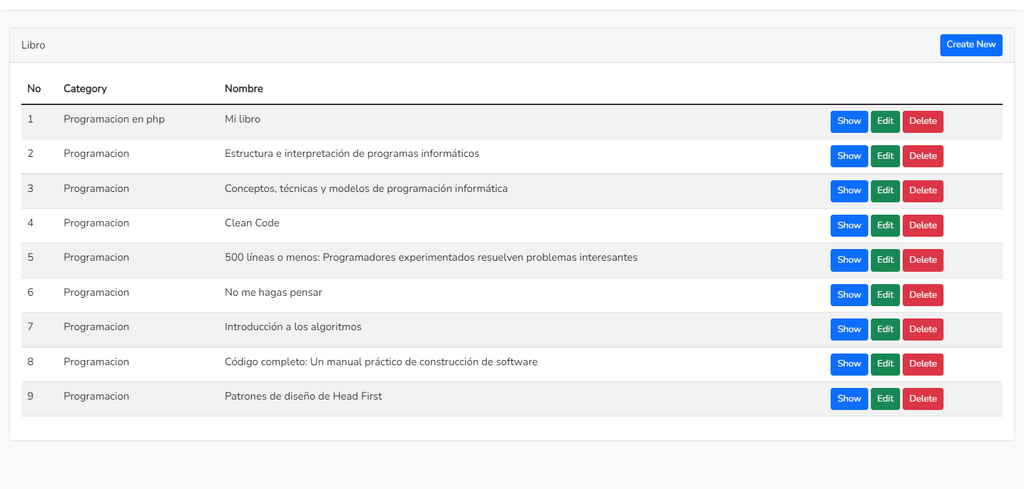 Libro Create New
No Category Nombre
1 Programacion en php Mi libro Show Edit Delete
2 Programacion Estructura e interpretación de programas informáticos Show Edit Delete
3 Programacion Conceptos, técnicas y modelos de programación informática Show Edit Delete
4 Programacion Clean Code Show Edit Delete
5 Programacion 500 líneas o menos: Programadores experimentados resuelven problemas interesantes Show Edit Delete
6 Programacion No me hagas pensar Show Edit Delete
7 Programacion Introducción a los algoritmos Show Edit Delete
8 Programacion Código completo: Un manual práctico de construcción de software Show Edit Delete
9 Programacion Patrones de diseño de Head First Show Edit Delete